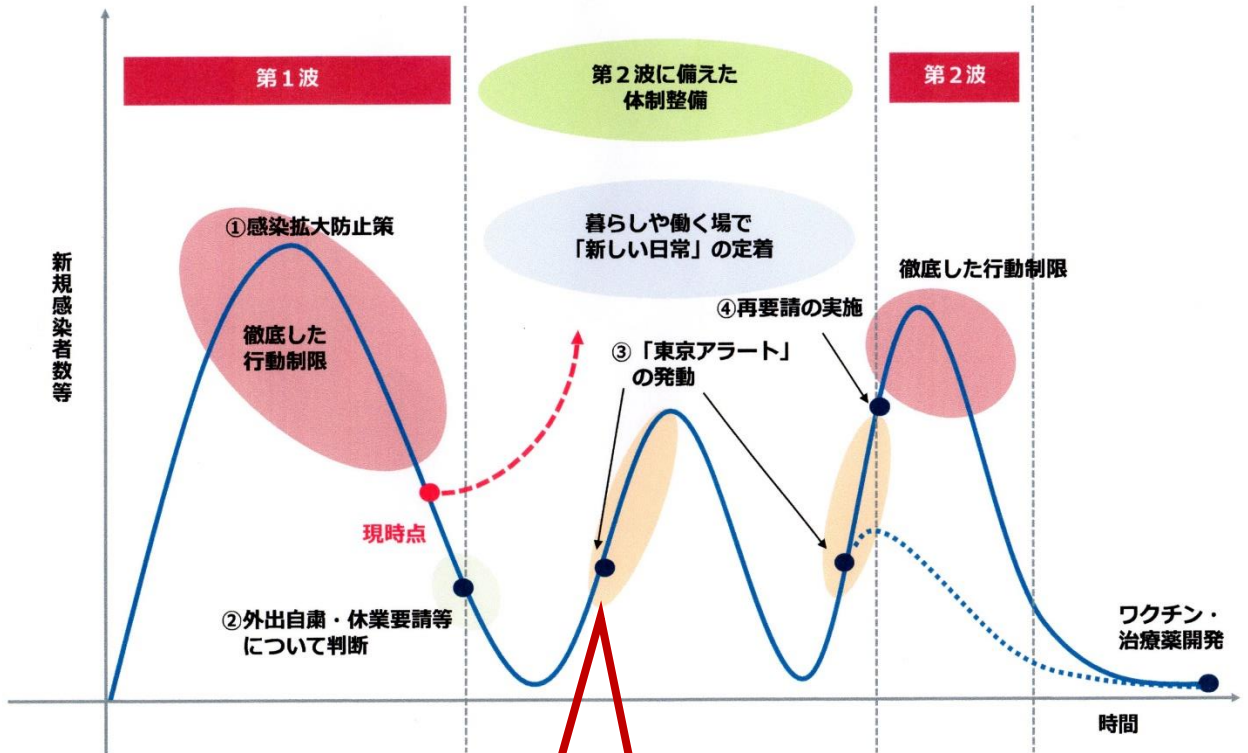 第1波
第２波に備えた
体制整備
第２波
暮らしや働く場で
「新しい日常」の定着
①感染拡大防止策
徹底した
行動制限
新規感染者数等
徹底した行動制限
④再要請の実施
③「東京アラート」
の発動
現時点
②外出自粛・休業要請等
について判断
ワクチン・
治療薬開発
時間